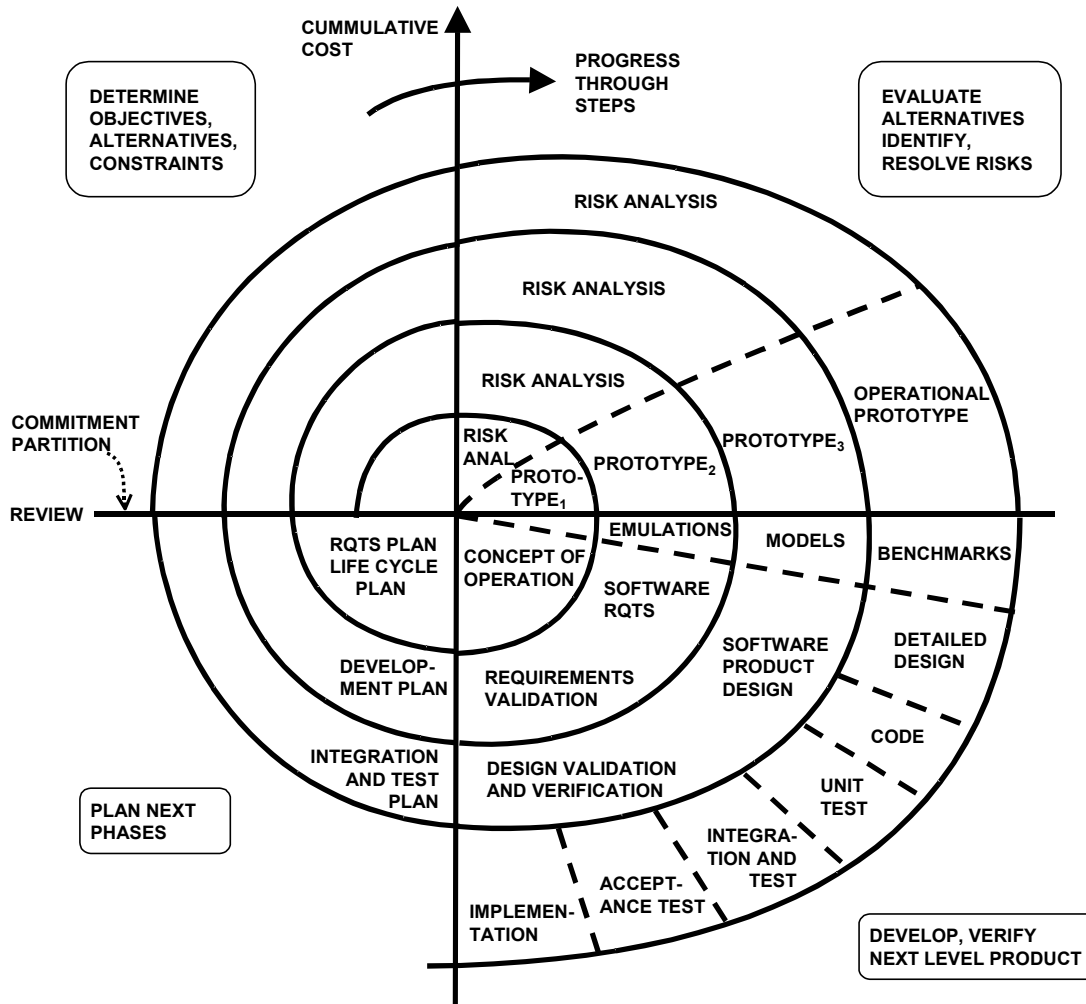 CUMMULATIVE
COST
PROGRESS
THROUGH
STEPS
DETERMINE
OBJECTIVES,
ALTERNATIVES,
CONSTRAINTS
EVALUATE
ALTERNATIVES
IDENTIFY,
RESOLVE RISKS
RISK ANALYSIS
RISK ANALYSIS
RISK ANALYSIS
RISK
ANAL.
OPERATIONAL
PROTOTYPE
PROTOTYPE₃
PROTOTYPE₂
PROTO-
TYPE₁
COMMITMENT
PARTITION
REVIEW
EMULATIONS
MODELS
BENCHMARKS
RQTS PLAN
LIFE CYCLE
PLAN
CONCEPT OF
OPERATION
SOFTWARE
RQTS
SOFTWARE
PRODUCT
DESIGN
DETAILED
DESIGN
DEVELOP-
MENT PLAN
REQUIREMENTS
VALIDATION
CODE
INTEGRATION
AND TEST
PLAN
DESIGN VALIDATION
AND VERIFICATION
UNIT
TEST
PLAN NEXT
PHASES
INTEGRA-
TION AND
TEST
ACCEPT-
ANCE TEST
IMPLEMEN-
TATION
DEVELOP, VERIFY
NEXT LEVEL PRODUCT